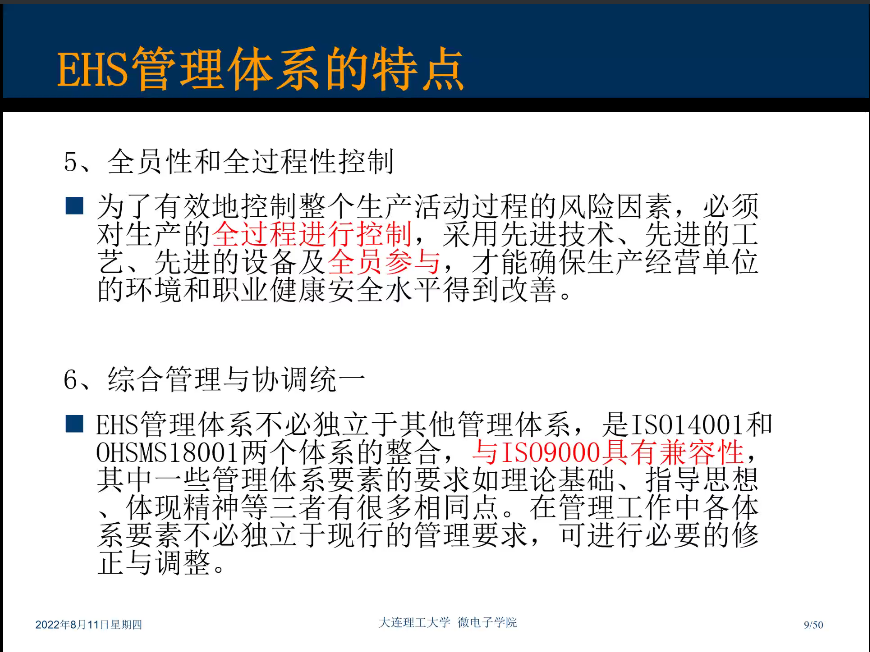 EHS管理体系的特点
5、全员性和全过程性控制
■ 为了有效地控制整个生产活动过程的风险因素，必须
对生产的全过程进行控制，采用先进技术、先进的工
艺、先进的设备及全员参与，才能确保生产经营单位
的环境和职业健康安全水平得到改善。
6、综合管理与协调统一
■ EHS管理体系不必独立于其他管理体系，是ISO14001和
OHSMS18001两个体系的整合，与ISO9000具有兼容性，
其中一些管理体系要素的要求如理论基础、指导思想
、体现精神等三者有很多相同点。在管理工作中各体
系要素不必独立于现行的管理要求，可进行必要的修
正与调整。
2022年8月11日星期四
大连理工大学 微电子学院
9/50